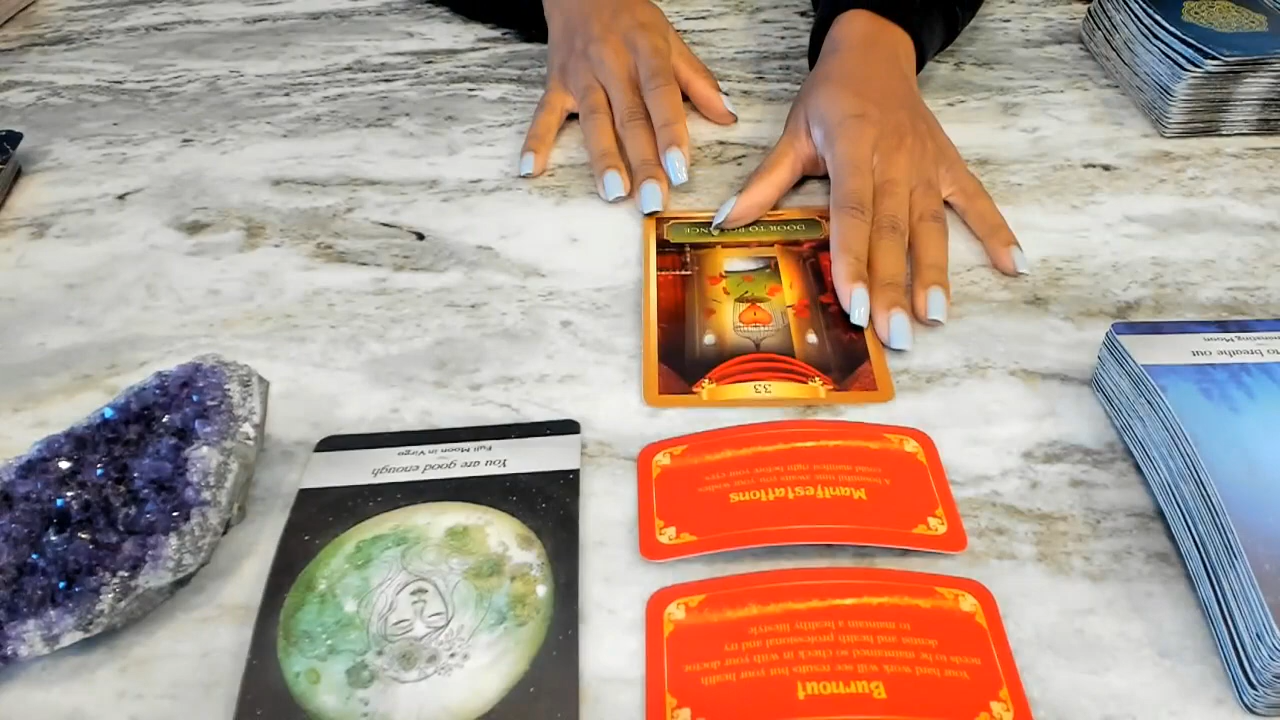 DOOR TO ROMANCE
33
Manifestations
A beautiful time awaits you, your wishes
could manifest right before your eyes
Burnout
Your hard work will see results but your health
needs to be maintained so check in with your doctor,
dentist and health professional and try
to maintain a healthy lifestyle
You are good enough
Full Moon in Virgo
to breathe out
Moon